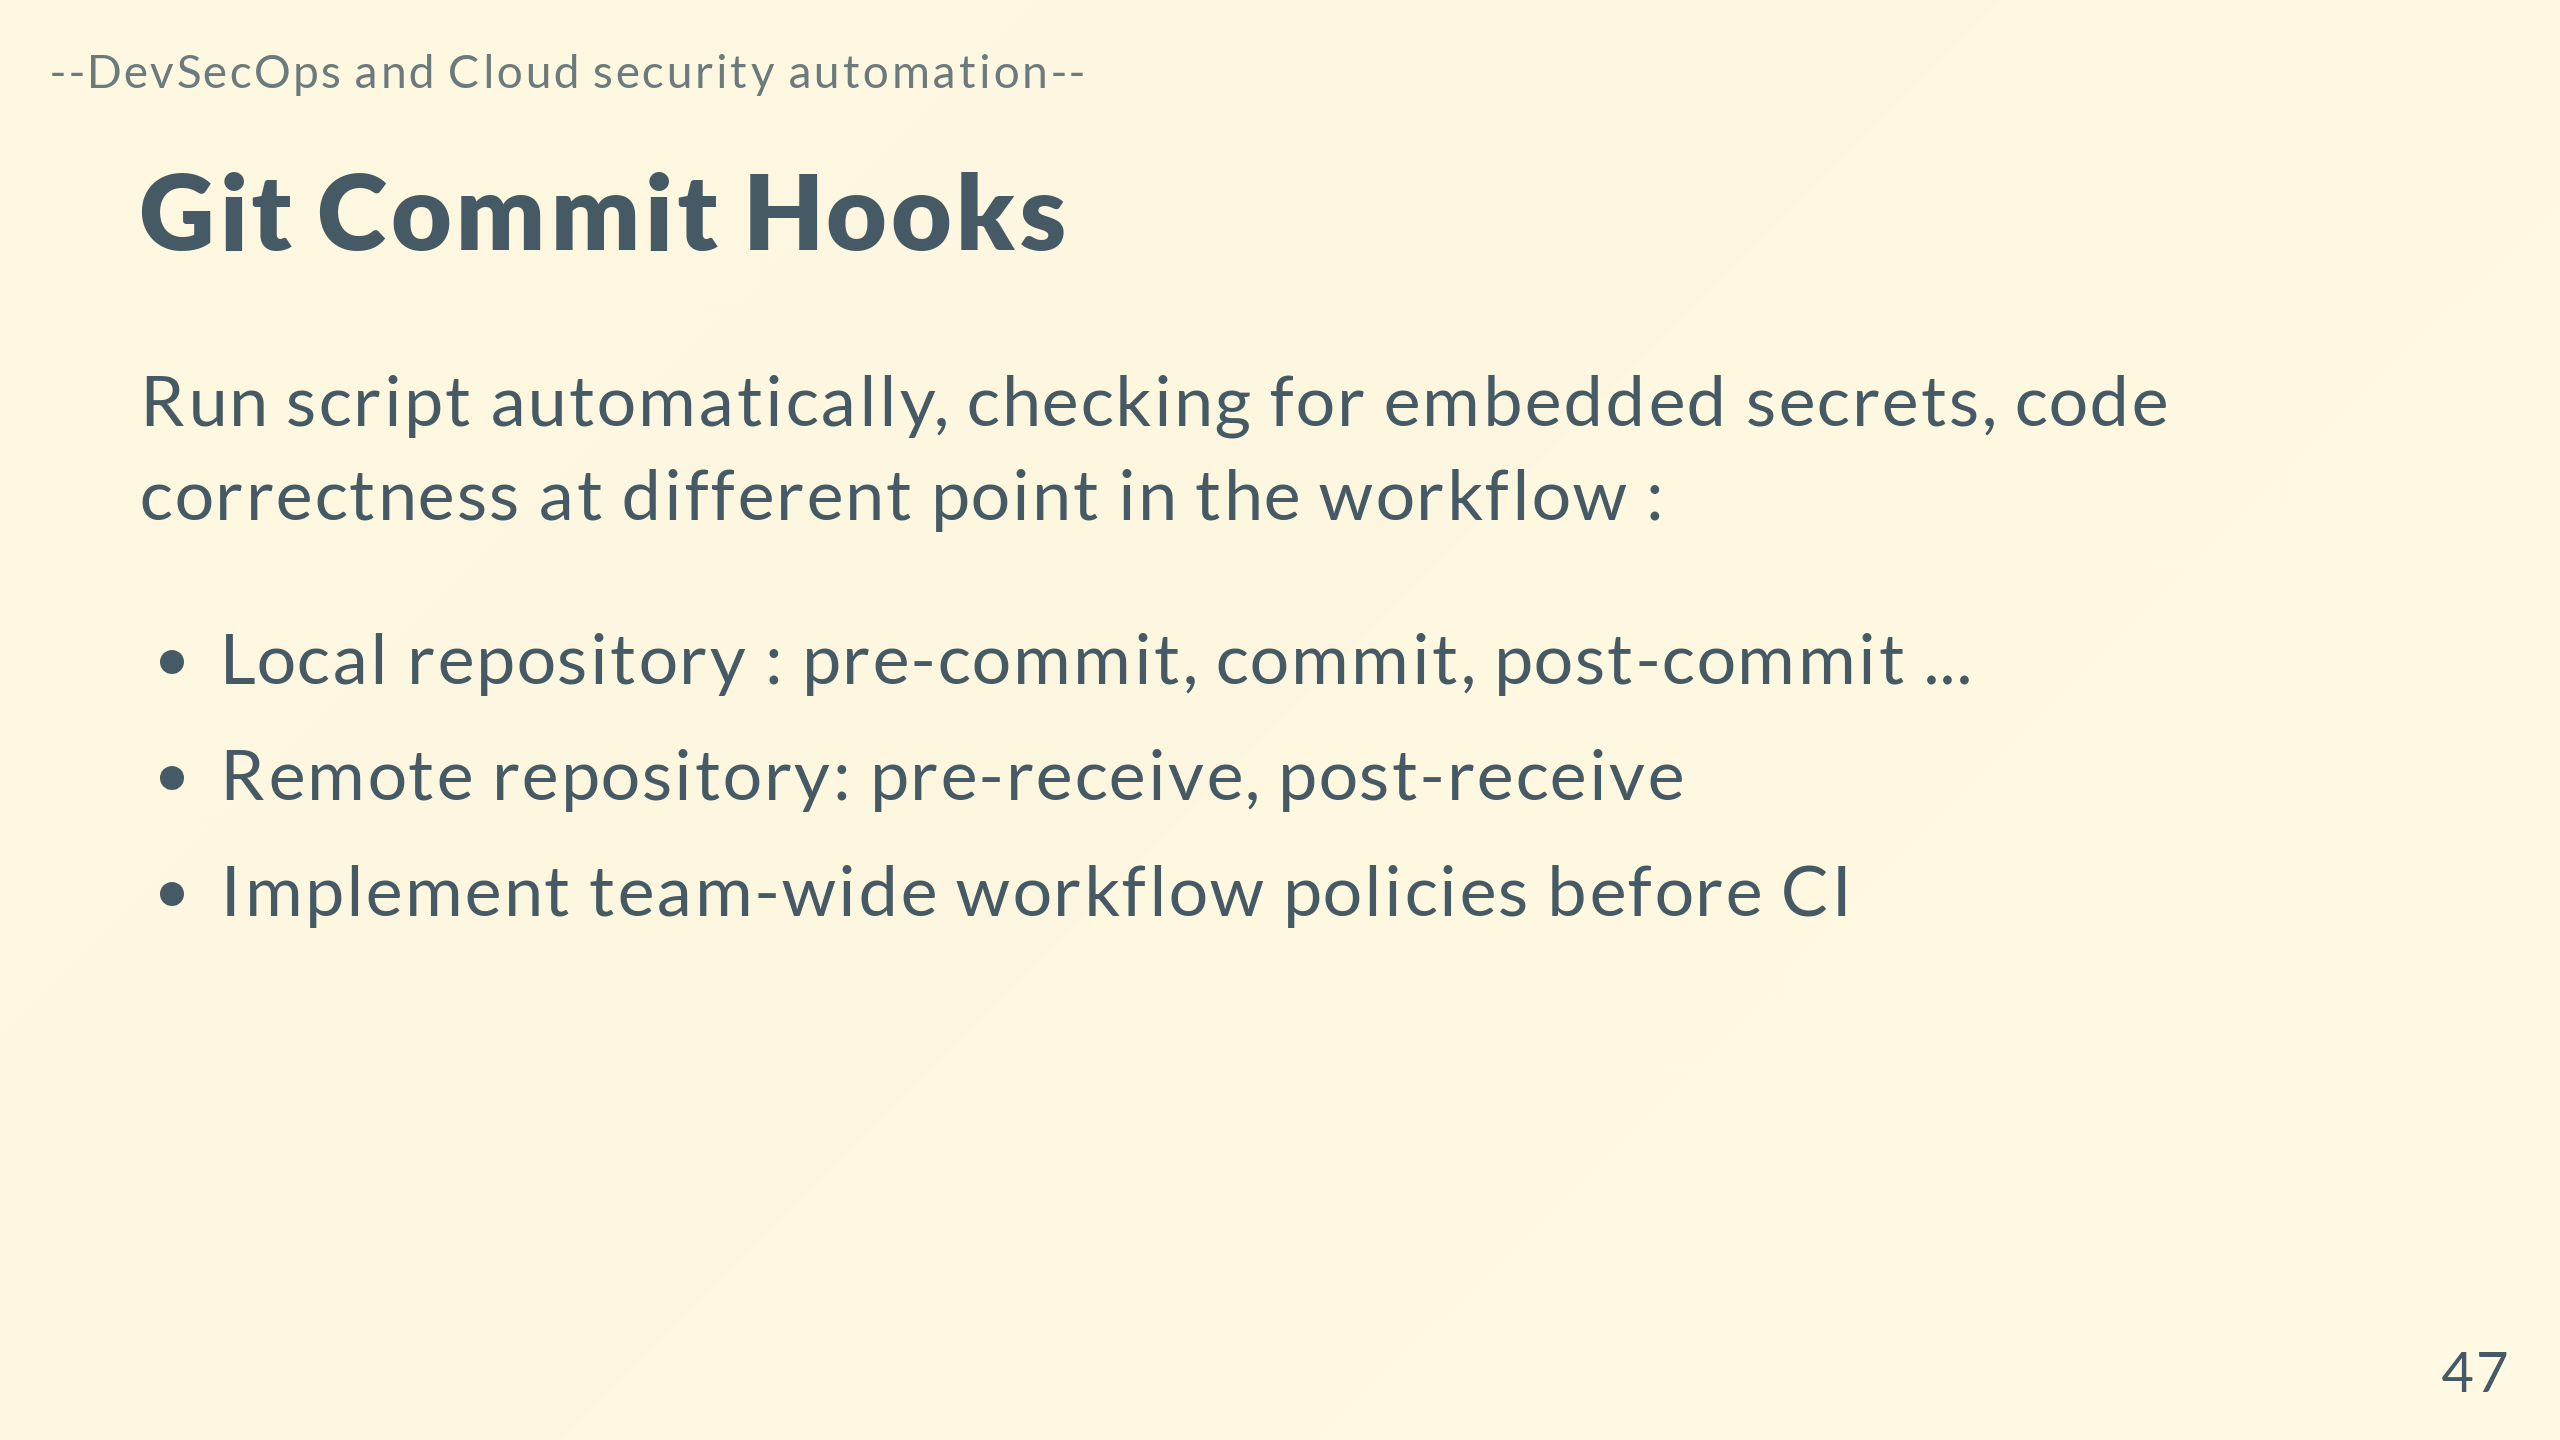 --DevSecOps and Cloud security automation--
Git Commit Hooks
Run script automatically, checking for embedded secrets, code
correctness at different point in the workflow :
• Local repository : pre-commit, commit, post-commit ...
• Remote repository: pre-receive, post-receive
• Implement team-wide workflow policies before CI
47